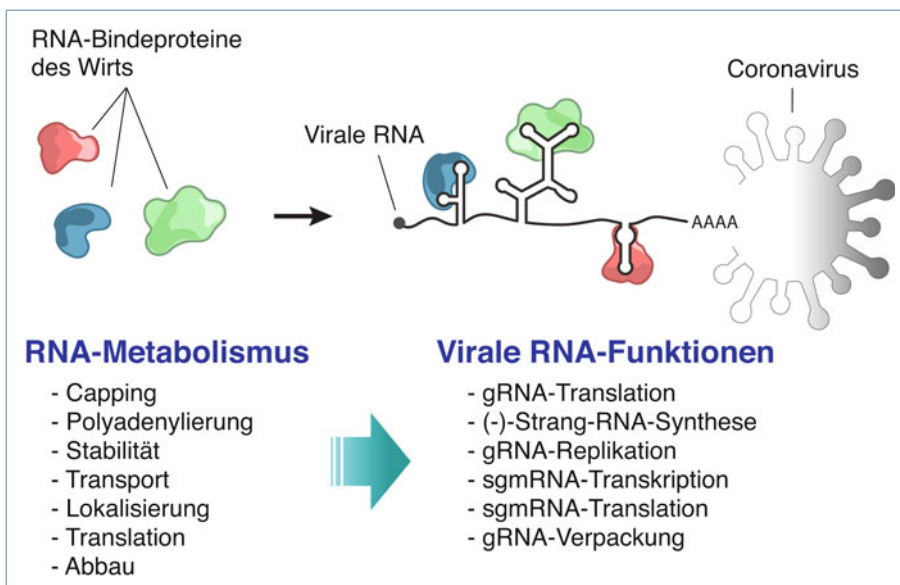 RNA-Bindeproteine
des Wirts
Coronavirus
Virale RNA
AAAA
RNA-Metabolismus
- Capping
- Polyadenylierung
- Stabilität
- Transport
- Lokalisierung
- Translation
- Abbau
Virale RNA-Funktionen
- gRNA-Translation
- (-)-Strang-RNA-Synthese
- gRNA-Replikation
- sgmRNA-Transkription
- sgmRNA-Translation
- gRNA-Verpackung